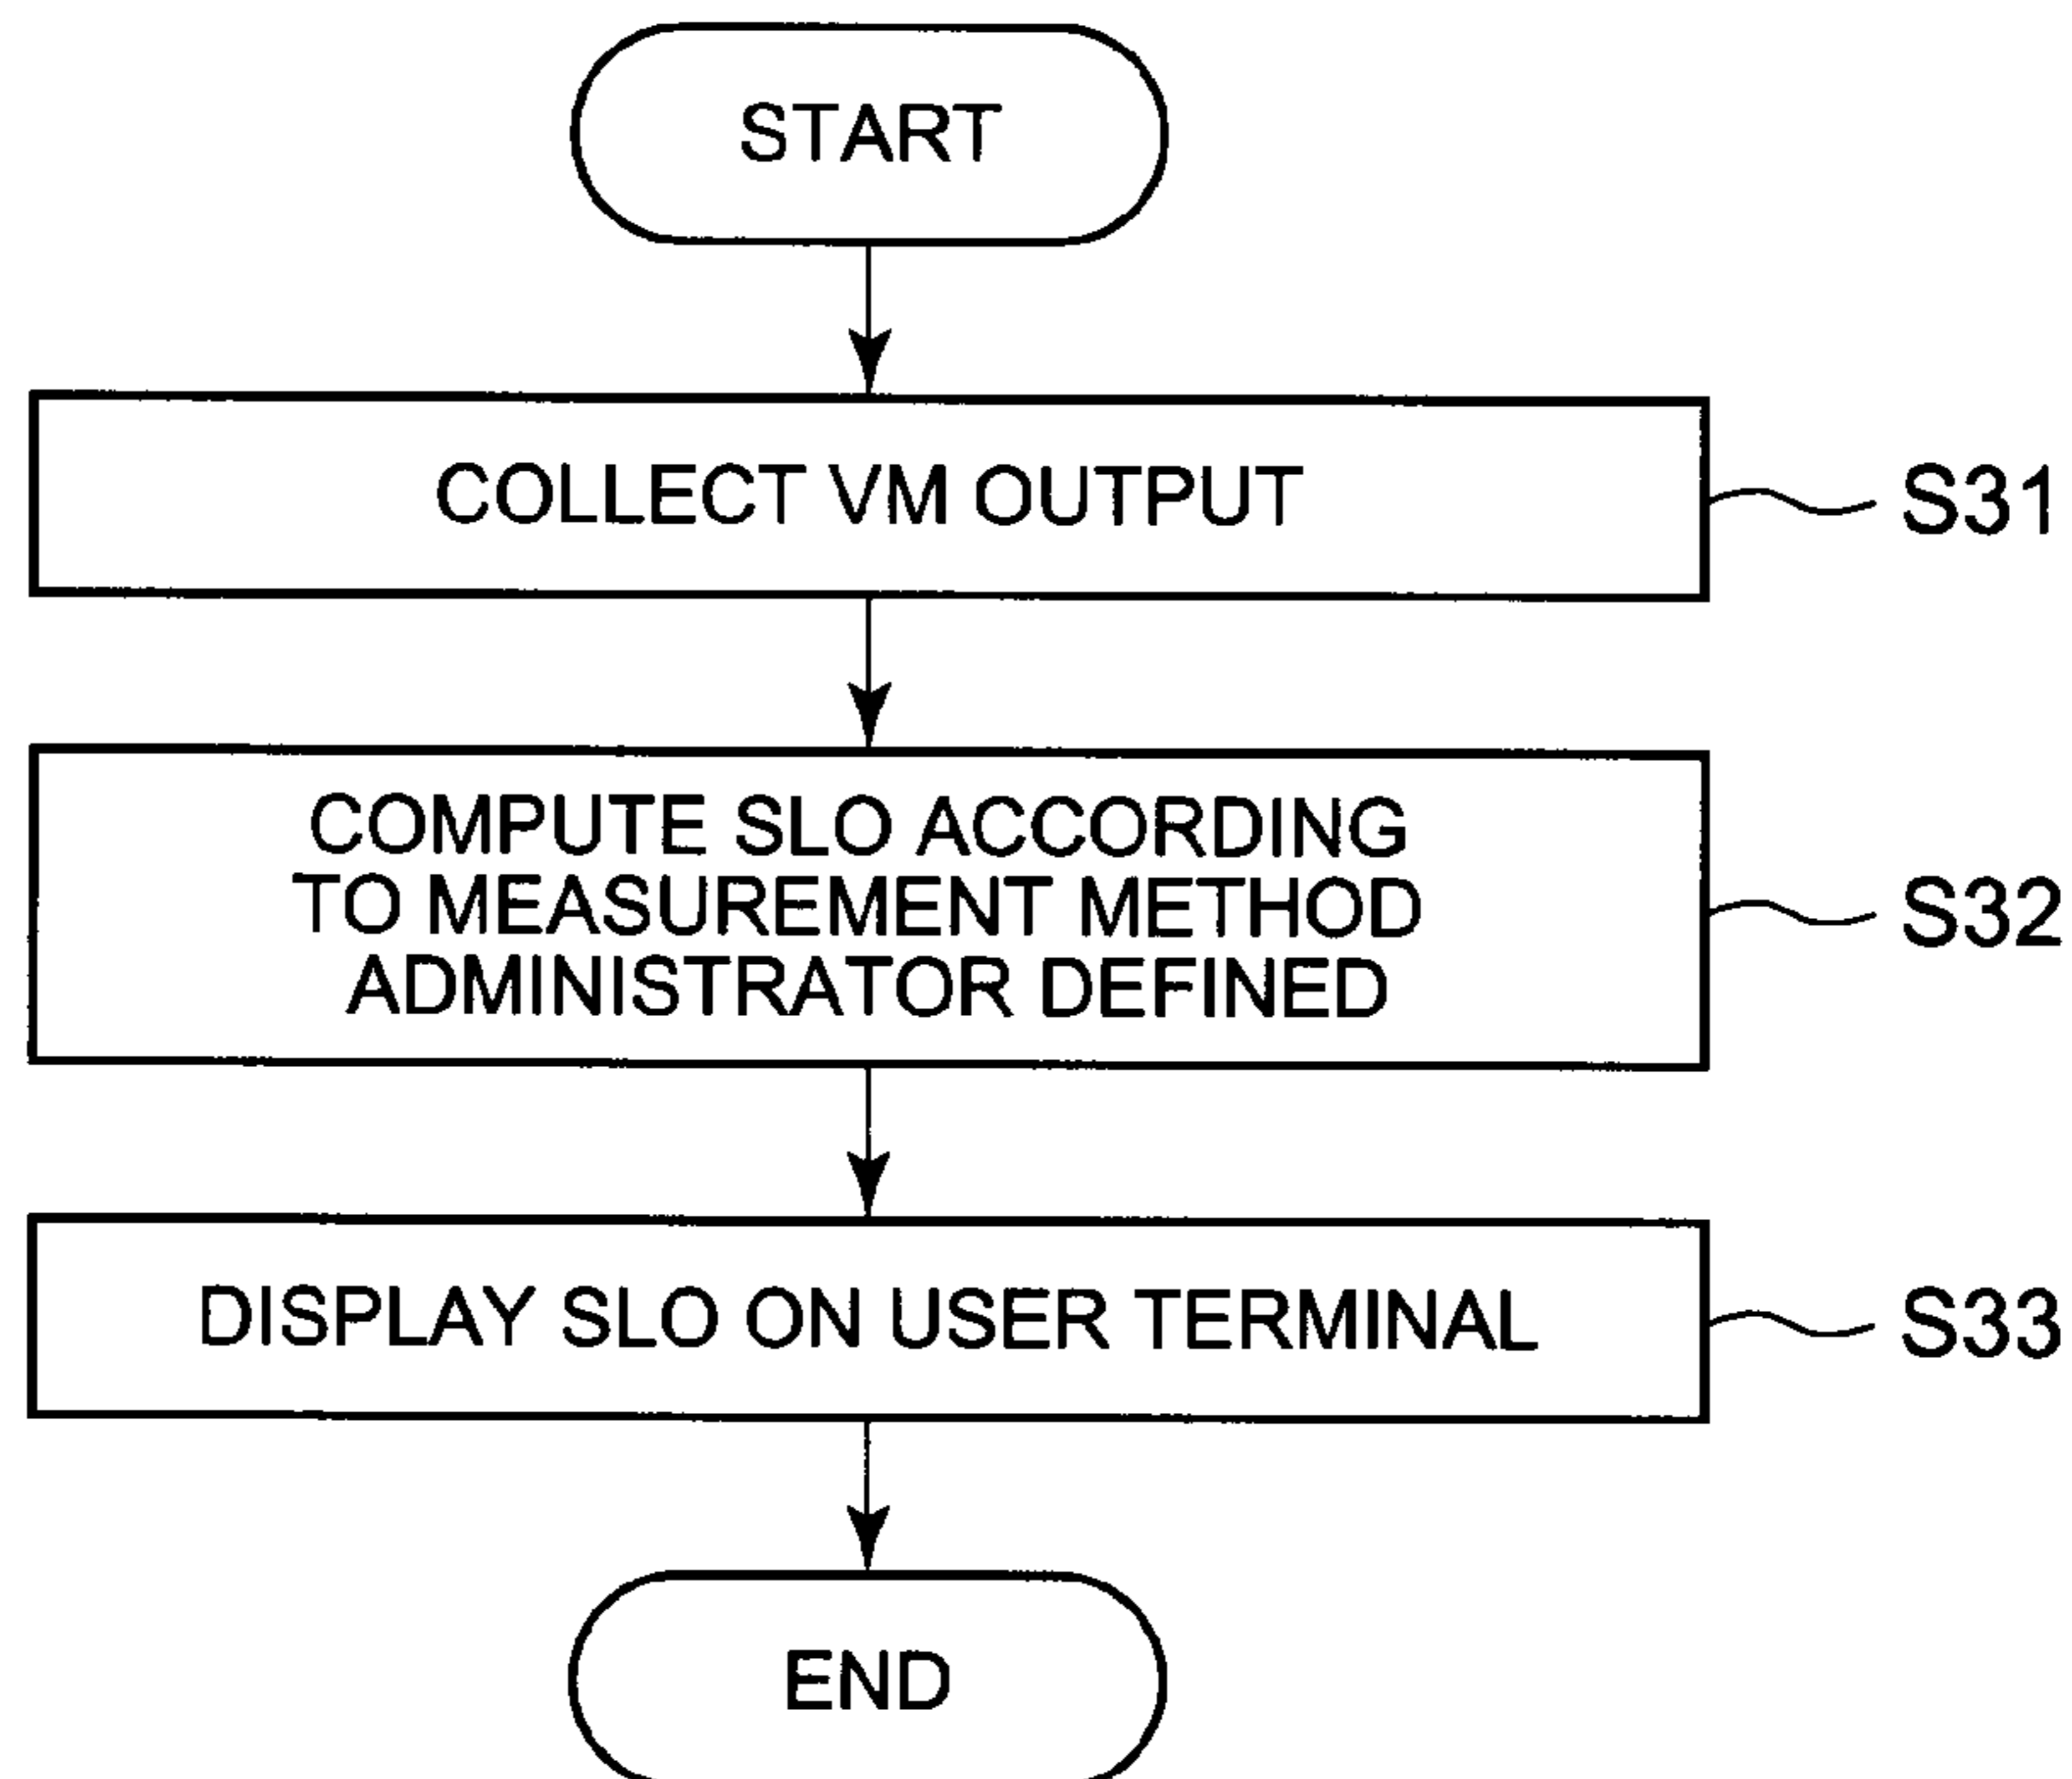 START
COLLECT VM OUTPUT
S31
COMPUTE SLO ACCORDING
TO MEASUREMENT METHOD
ADMINISTRATOR DEFINED
S32
DISPLAY SLO ON USER TERMINAL
S33
END